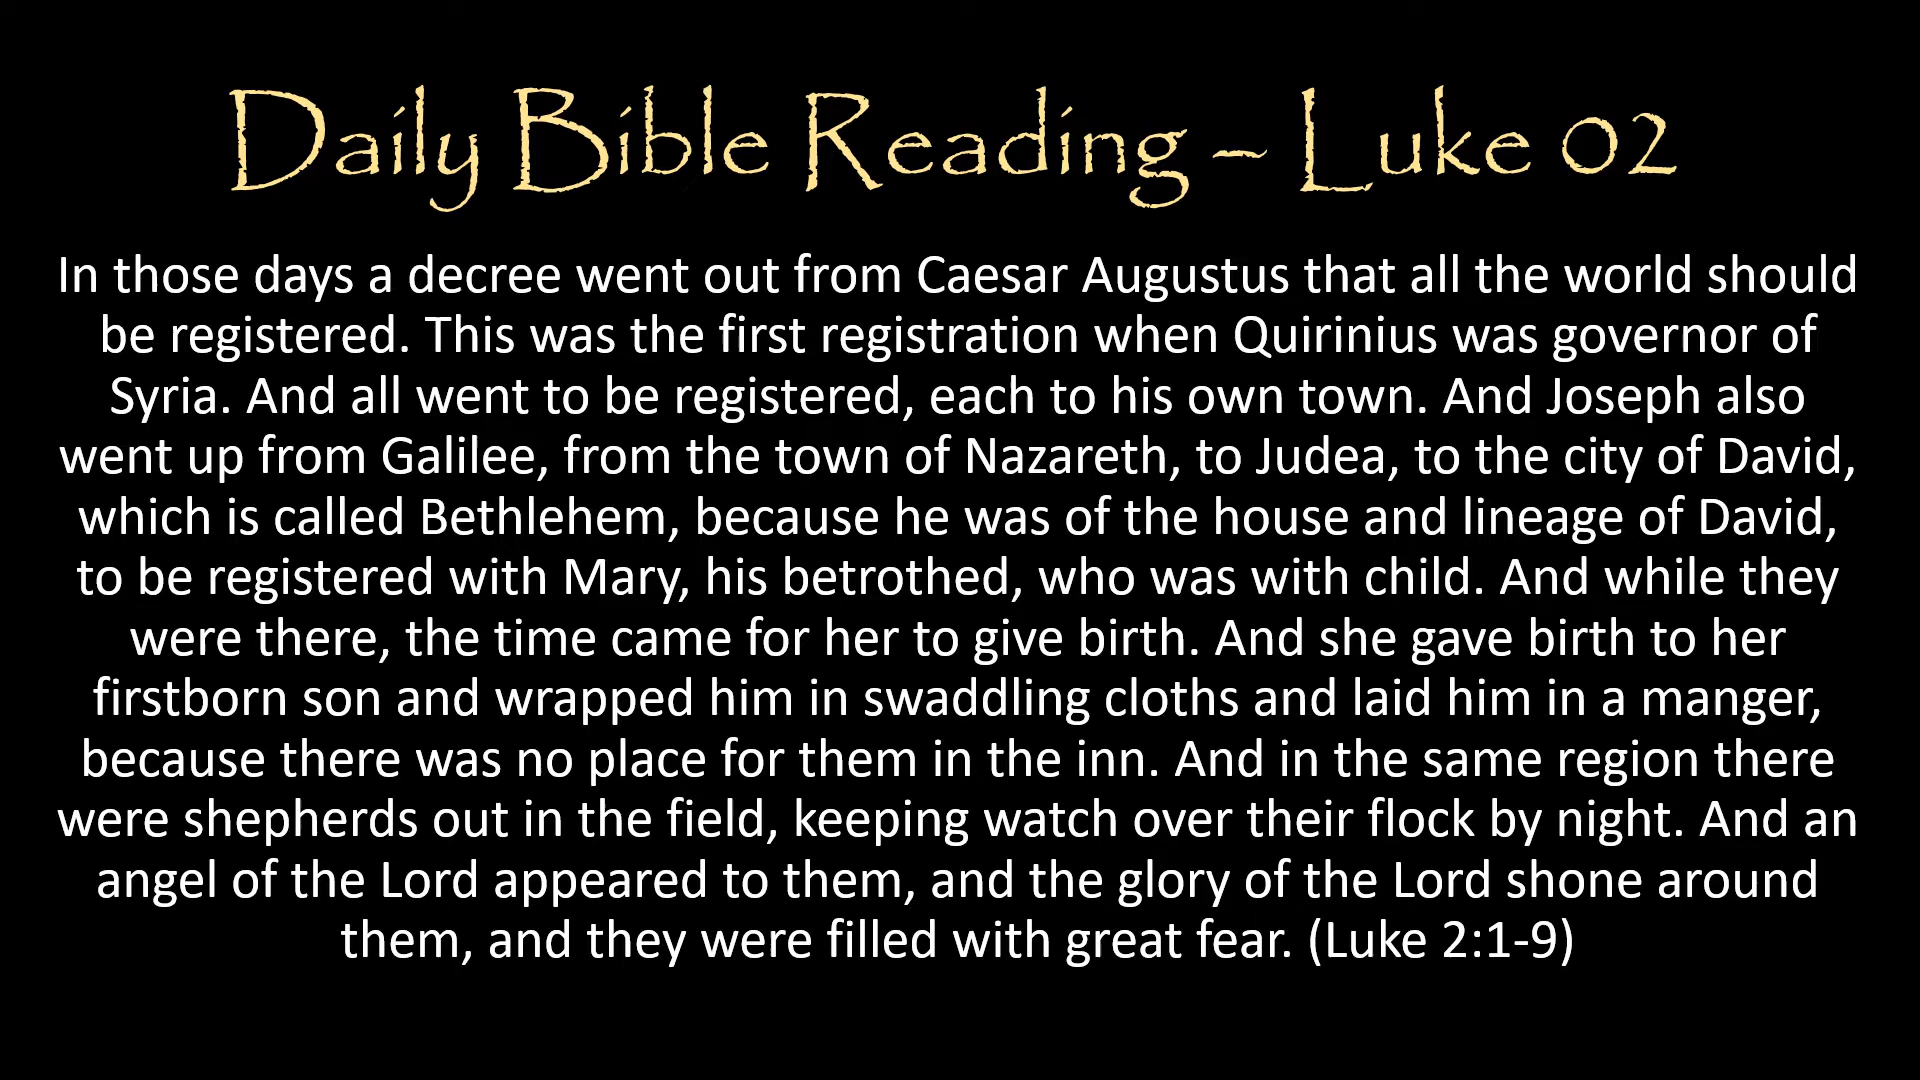 Daily Bible Reading – Luke 02
In those days a decree went out from Caesar Augustus that all the world should
be registered. This was the first registration when Quirinius was governor of
Syria. And all went to be registered, each to his own town. And Joseph also
went up from Galilee, from the town of Nazareth, to Judea, to the city of David,
which is called Bethlehem, because he was of the house and lineage of David,
to be registered with Mary, his betrothed, who was with child. And while they
were there, the time came for her to give birth. And she gave birth to her
firstborn son and wrapped him in swaddling cloths and laid him in a manger,
because there was no place for them in the inn. And in the same region there
were shepherds out in the field, keeping watch over their flock by night. And an
angel of the Lord appeared to them, and the glory of the Lord shone around
them, and they were filled with great fear. (Luke 2:1-9)